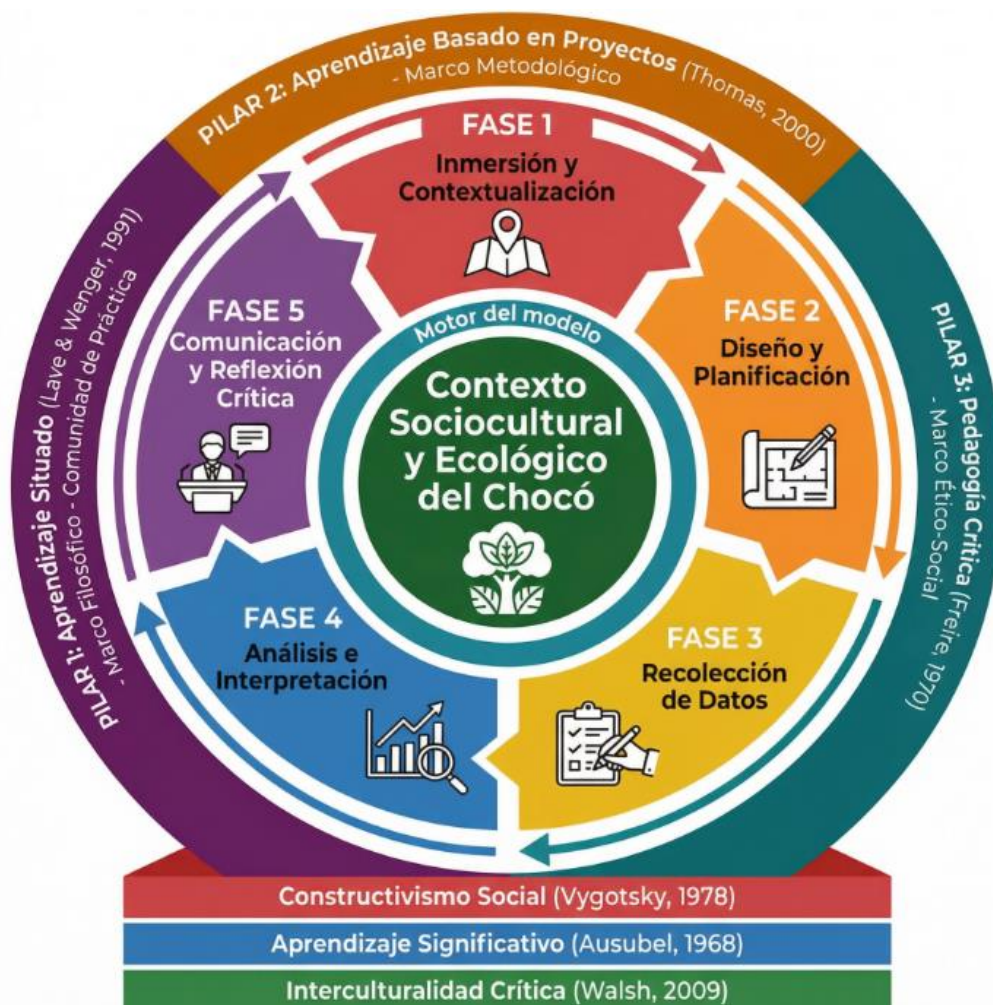 PILAR 2: Aprendizaje Basado en Proyectos (Thomas, 2000)
- Marco Metodológico
PILAR 1: Aprendizaje Situado (Lave & Wenger, 1991)
- Marco Filosófico - Comunidad de Práctica
PILAR 3: Pedagogía Crítica (Freire, 1970)
- Marco Ético-Social
FASE 1
Inmersión y
Contextualización
FASE 2
Diseño y
Planificación
FASE 3
Recolección
de Datos
FASE 4
Análisis e
Interpretación
FASE 5
Comunicación
y Reflexión
Crítica
Motor del modelo
Contexto
Sociocultural
y Ecológico
del Chocó
Constructivismo Social (Vygotsky, 1978)
Aprendizaje Significativo (Ausubel, 1968)
Interculturalidad Crítica (Walsh, 2009)